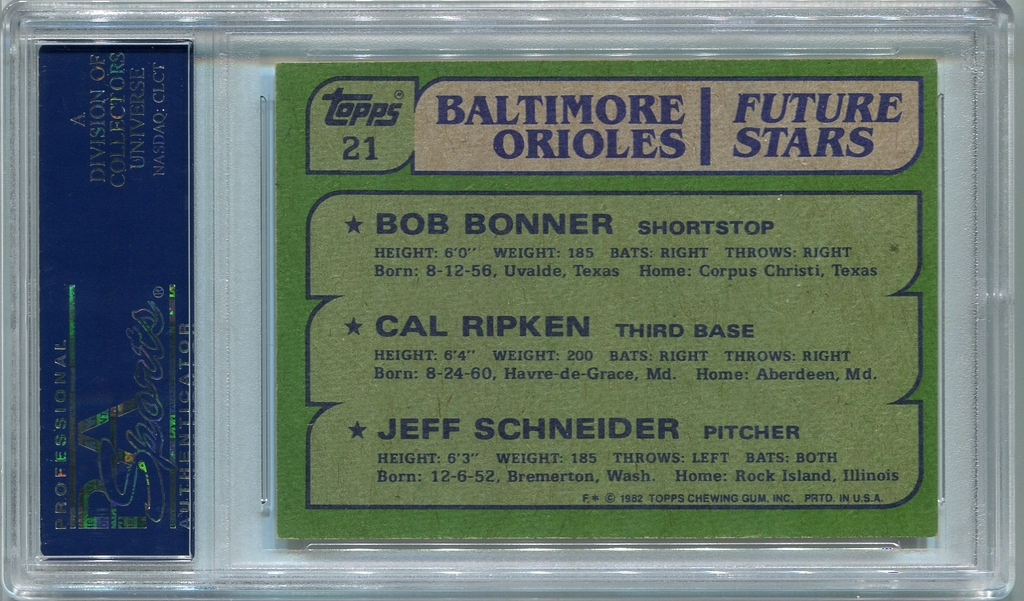 A
DIVISION OF
COLLECTORS
UNIVERSE
NASDAQ: CLCT
PROFESSIONAL
PSA
Sports®
AUTHENTICATOR
topps®
21
BALTIMORE
ORIOLES
FUTURE
STARS
★ BOB BONNER SHORTSTOP
HEIGHT: 6'0" WEIGHT: 185 BATS: RIGHT THROWS: RIGHT
Born: 8-12-56, Uvalde, Texas Home: Corpus Christi, Texas
★ CAL RIPKEN THIRD BASE
HEIGHT: 6'4" WEIGHT: 200 BATS: RIGHT THROWS: RIGHT
Born: 8-24-60, Havre-de-Grace, Md. Home: Aberdeen, Md.
★ JEFF SCHNEIDER PITCHER
HEIGHT: 6'3" WEIGHT: 185 THROWS: LEFT BATS: BOTH
Born: 12-6-52, Bremerton, Wash. Home: Rock Island, Illinois
F.* © 1982 TOPPS CHEWING GUM, INC. PRTD. IN U.S.A.